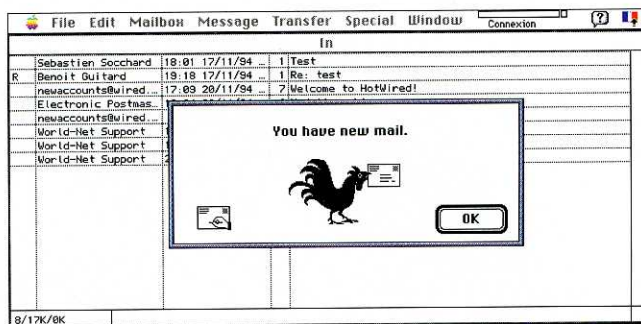 File Edit Mailbox Message Transfer Special Window Connexion
In
Sebastien Socchard 18:01 17/11/94 … 1 Test
R Benoit Guitard 19:18 17/11/94 … 1 Re: test
newaccounts@wired… 17:09 20/11/94 … 7 Welcome to HotWired!
Electronic Postmas…
newaccounts@wired…
World-Net Support
World-Net Support
World-Net Support
You have new mail.
OK
8/17K/0K